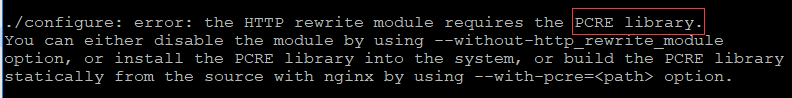 ./configure: error: the HTTP rewrite module requires the PCRE library.
You can either disable the module by using --without-http_rewrite_module
option, or install the PCRE library into the system, or build the PCRE library
statically from the source with nginx by using --with-pcre=<path> option.